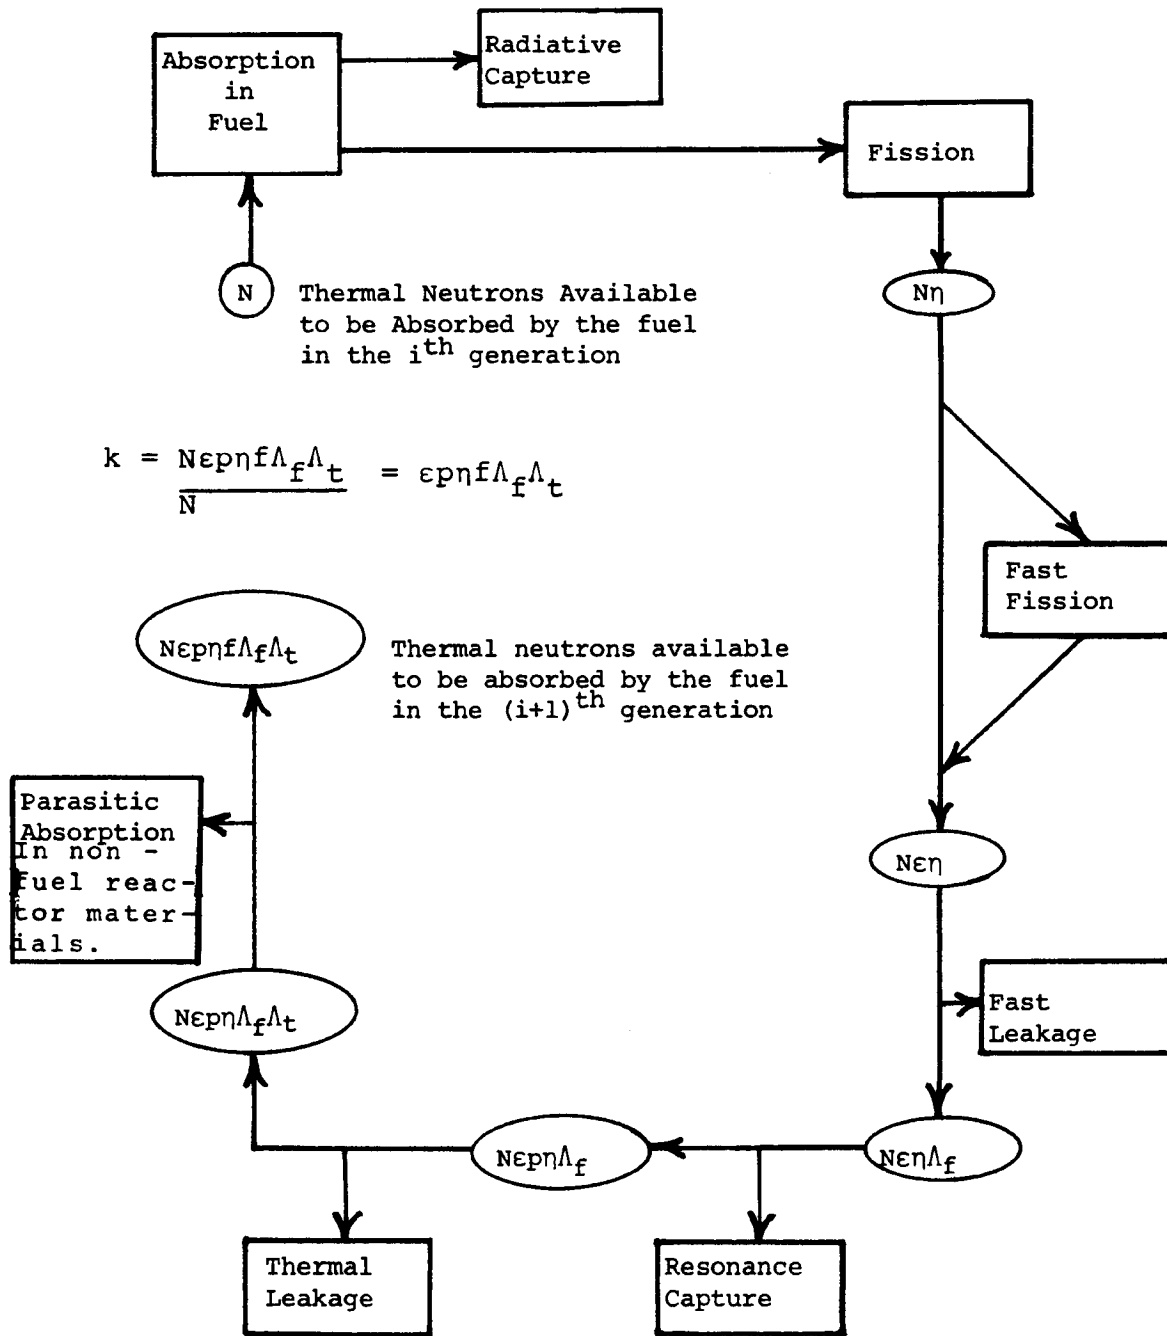 Absorption
in
Fuel
Radiative
Capture
Fission
N
Thermal Neutrons Available
to be Absorbed by the fuel
in the ith generation
Nη
k = NεpηfΛfΛt / N = εpηfΛfΛt
Fast
Fission
NεpηfΛfΛt
Thermal neutrons available
to be absorbed by the fuel
in the (i+1)th generation
Parasitic
Absorption
In non -
fuel reac-
tor mater-
ials.
Nεη
NεpηΛfΛt
Fast
Leakage
NεpηΛf
NεηΛf
Thermal
Leakage
Resonance
Capture